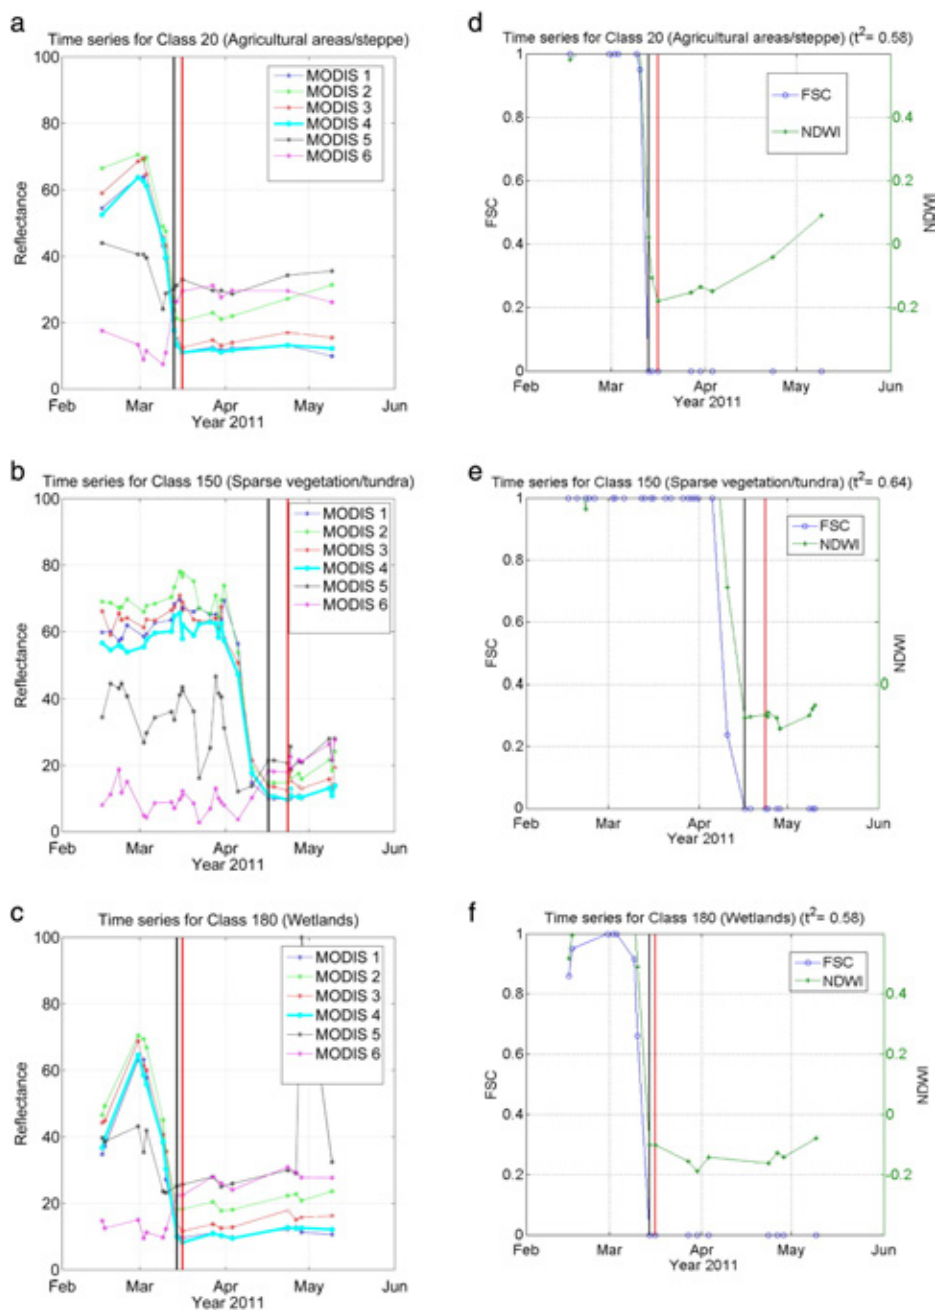 a
Time series for Class 20 (Agricultural areas/steppe)
100
80
60
40
20
0
Reflectance
MODIS 1
MODIS 2
MODIS 3
MODIS 4
MODIS 5
MODIS 6
Feb Mar Apr May Jun
Year 2011
d
Time series for Class 20 (Agricultural areas/steppe) (t²= 0.58)
1
0.8
0.6
0.4
0.2
0
FSC
FSC
NDWI
0.4
0.2
0
-0.2
NDWI
Feb Mar Apr May Jun
Year 2011
b
Time series for Class 150 (Sparse vegetation/tundra)
100
80
60
40
20
0
Reflectance
MODIS 1
MODIS 2
MODIS 3
MODIS 4
MODIS 5
MODIS 6
Feb Mar Apr May Jun
Year 2011
e
Time series for Class 150 (Sparse vegetation/tundra) (t²= 0.64)
1
0.8
0.6
0.4
0.2
0
FSC
FSC
NDWI
0
NDWI
Feb Mar Apr May Jun
Year 2011
c
Time series for Class 180 (Wetlands)
100
80
60
40
20
0
Reflectance
MODIS 1
MODIS 2
MODIS 3
MODIS 4
MODIS 5
MODIS 6
Feb Mar Apr May Jun
Year 2011
f
Time series for Class 180 (Wetlands) (t²= 0.58)
1
0.8
0.6
0.4
0.2
0
FSC
FSC
NDWI
0.4
0.2
0
-0.2
NDWI
Feb Mar Apr May Jun
Year 2011